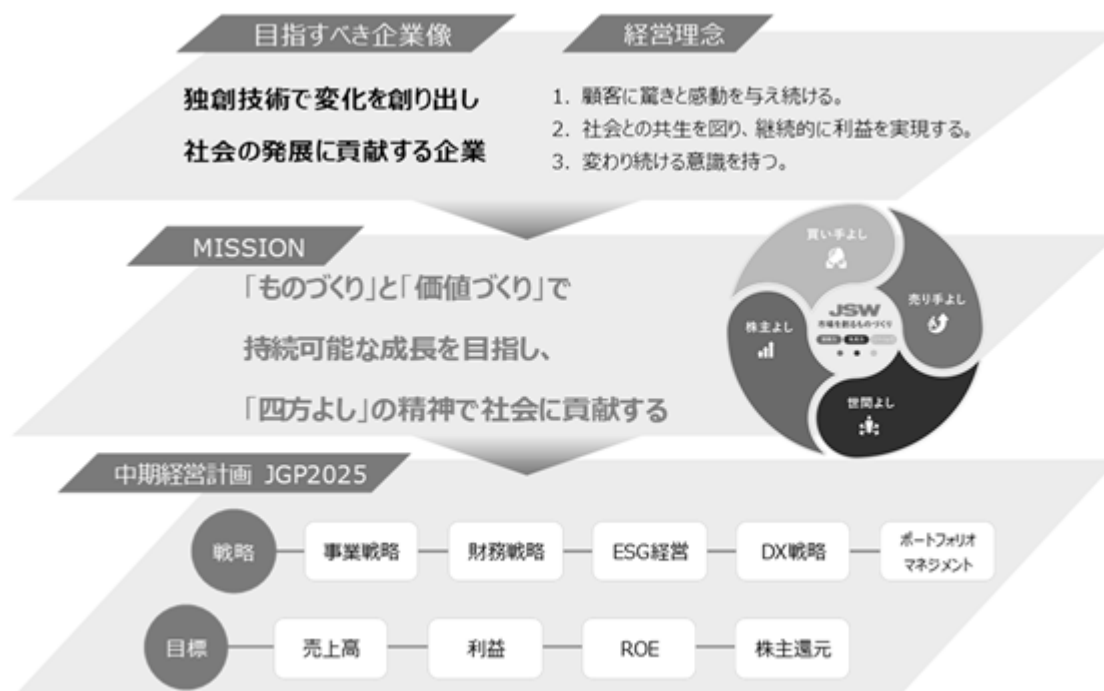 目指すべき企業像
経営理念
独創技術で変化を創り出し
社会の発展に貢献する企業
1. 顧客に驚きと感動を与え続ける。
2. 社会との共生を図り、継続的に利益を実現する。
3. 変わり続ける意識を持つ。
MISSION
「ものづくり」と「価値づくり」で
持続可能な成長を目指し、
「四方よし」の精神で社会に貢献する
買い手よし
売り手よし
株主よし
世間よし
JSW
市場を創るものづくり
中期経営計画 JGP2025
戦略
事業戦略
財務戦略
ESG経営
DX戦略
ポートフォリオ
マネジメント
目標
売上高
利益
ROE
株主還元